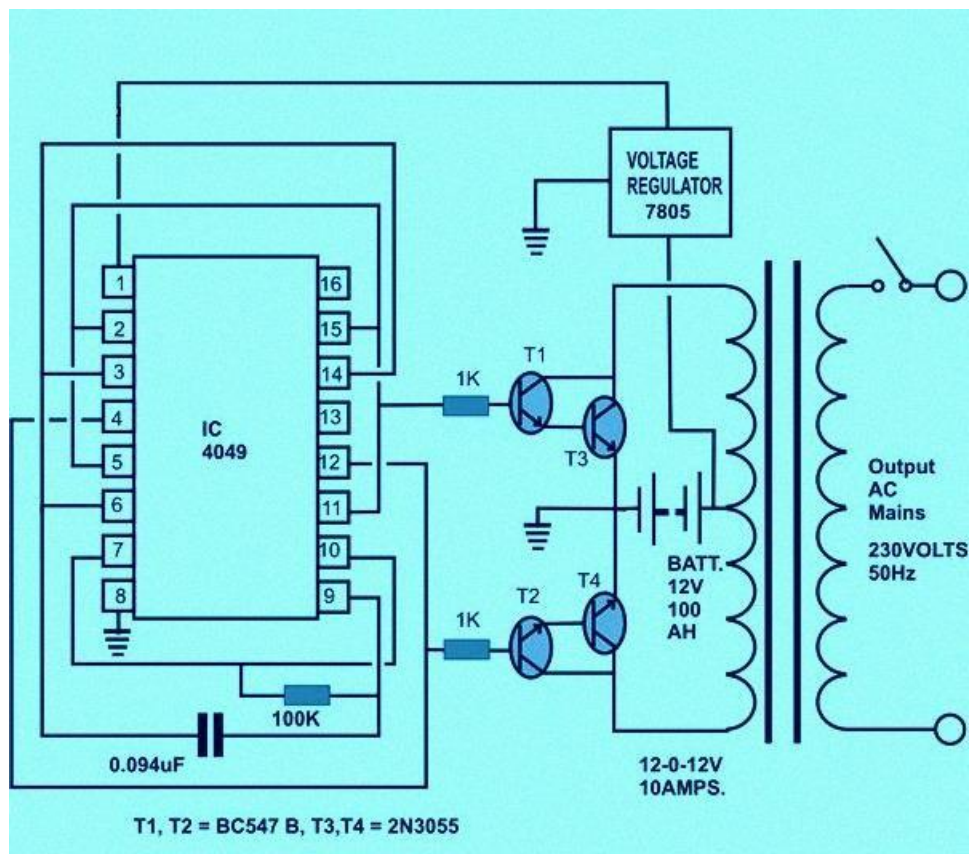 VOLTAGE
REGULATOR
7805
1
2
3
4
5
6
7
8
IC
4049
16
15
14
13
12
11
10
9
1K
T1
T3
1K
T2
T4
BATT.
12V
100
AH
Output
AC
Mains
230VOLTS
50Hz
100K
0.094uF
12-0-12V
10AMPS.
T1, T2 = BC547 B, T3,T4 = 2N3055